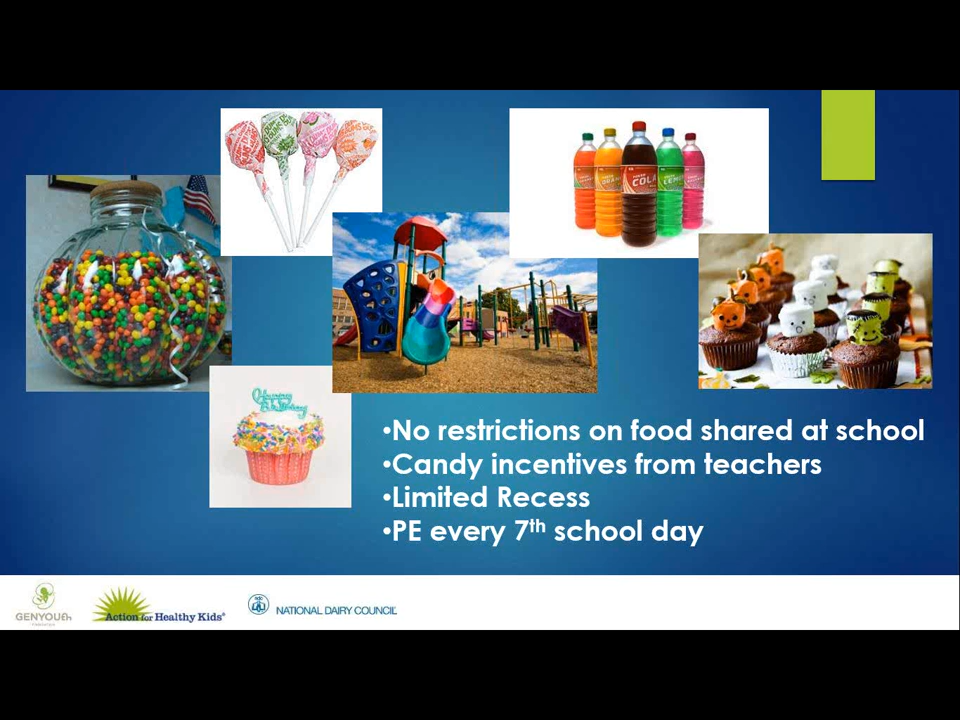 COLA
•No restrictions on food shared at school
•Candy incentives from teachers
•Limited Recess
•PE every 7th school day
GENYOUth
Action for Healthy Kids®
NATIONAL DAIRY COUNCIL